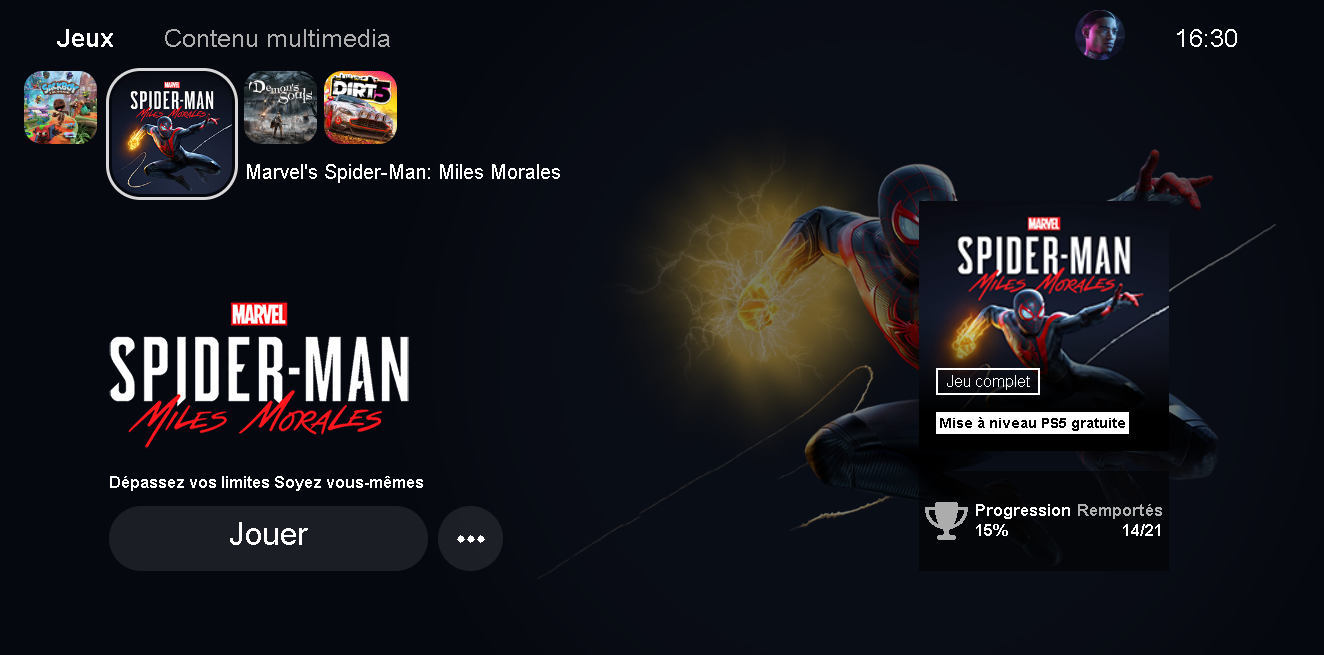 Jeux
Contenu multimedia
16:30
SACKBOY
MARVEL
SPIDER-MAN
MILES MORALES
Demon's
Souls
DIRT 5
Marvel's Spider-Man: Miles Morales
MARVEL
SPIDER-MAN
MILES MORALES
Dépassez vos limites Soyez vous-mêmes
Jouer
MARVEL
SPIDER-MAN
MILES MORALES
Jeu complet
Mise à niveau PS5 gratuite
Progression Remportés
15% 14/21